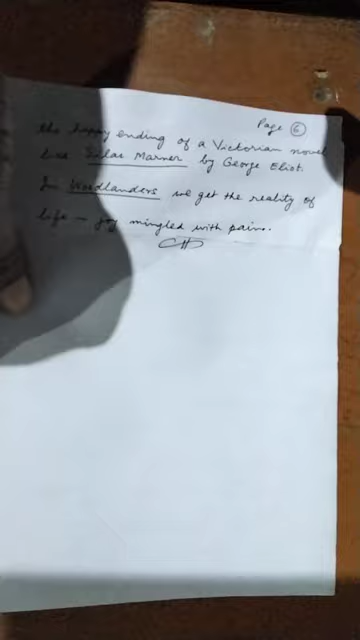 Page 6
the happy ending of a Victorian novel
like Silas Marner by George Eliot.
In Woodlanders we get the reality of
life — joy mingled with pain.